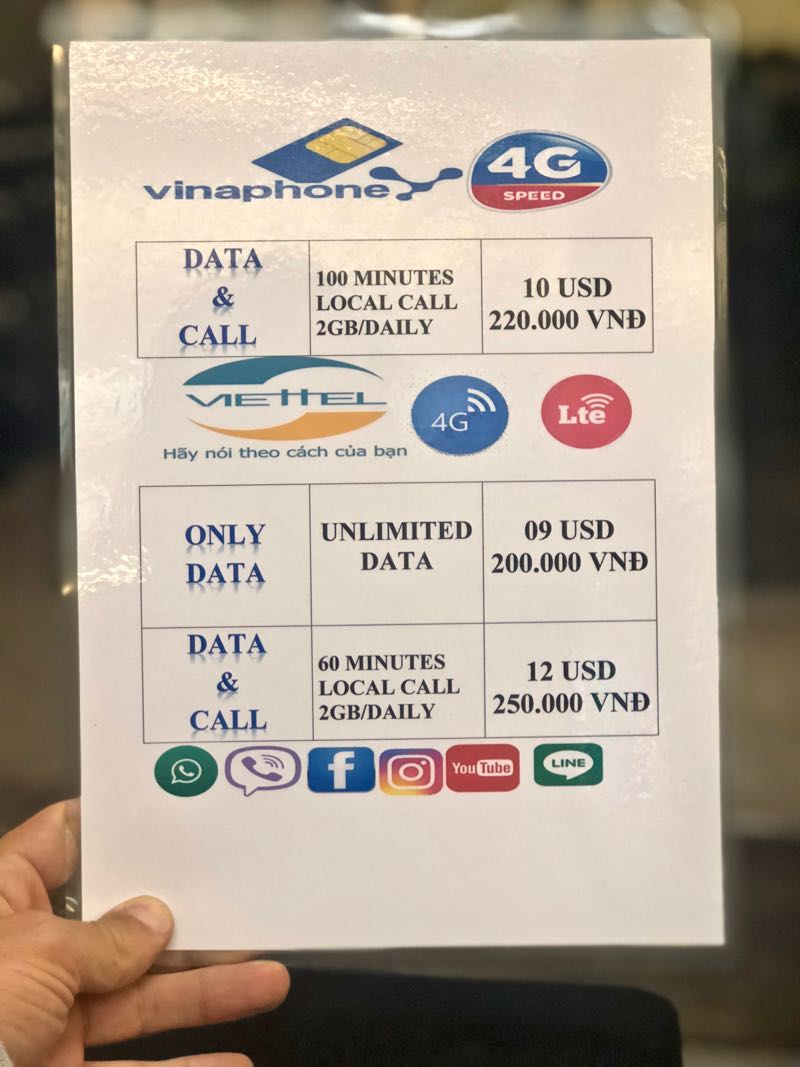 vinaphone
4G
SPEED
DATA
&
CALL
100 MINUTES
LOCAL CALL
2GB/DAILY
10 USD
220.000 VNĐ
VIETTEL
4G
Lte
Hãy nói theo cách của bạn
ONLY
DATA
UNLIMITED
DATA
09 USD
200.000 VNĐ
DATA
&
CALL
60 MINUTES
LOCAL CALL
2GB/DAILY
12 USD
250.000 VNĐ
f
YouTube
LINE